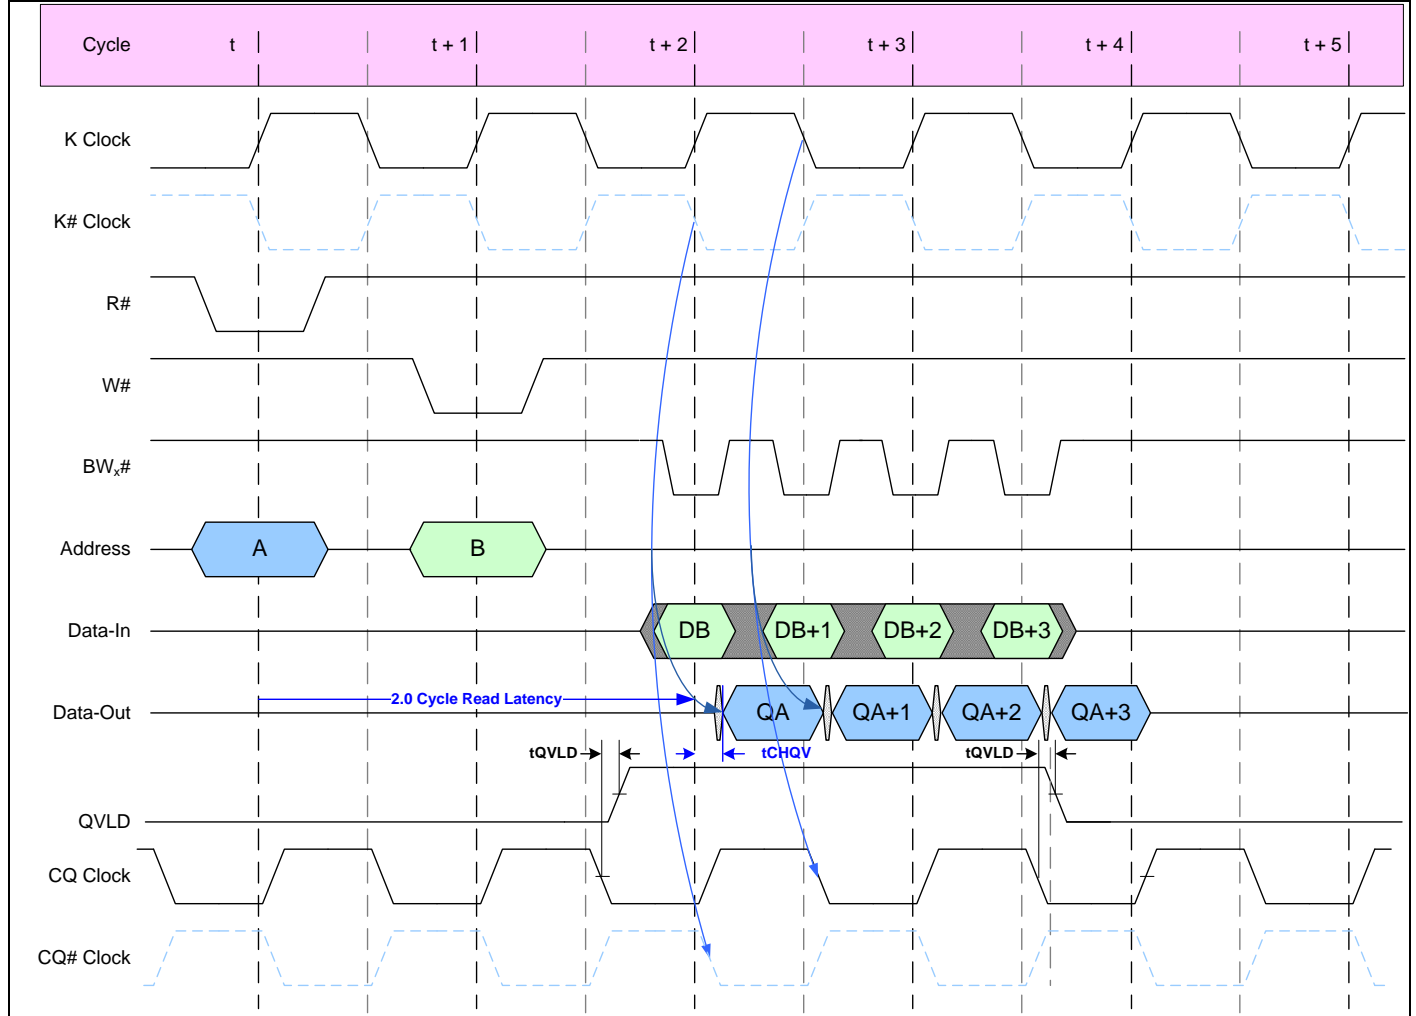 Cycle t t + 1 t + 2 t + 3 t + 4 t + 5
K Clock
K# Clock
R#
W#
BWx#
Address A B
Data-In DB DB+1 DB+2 DB+3
2.0 Cycle Read Latency
Data-Out QA QA+1 QA+2 QA+3
tQVLD tCHQV tQVLD
QVLD
CQ Clock
CQ# Clock